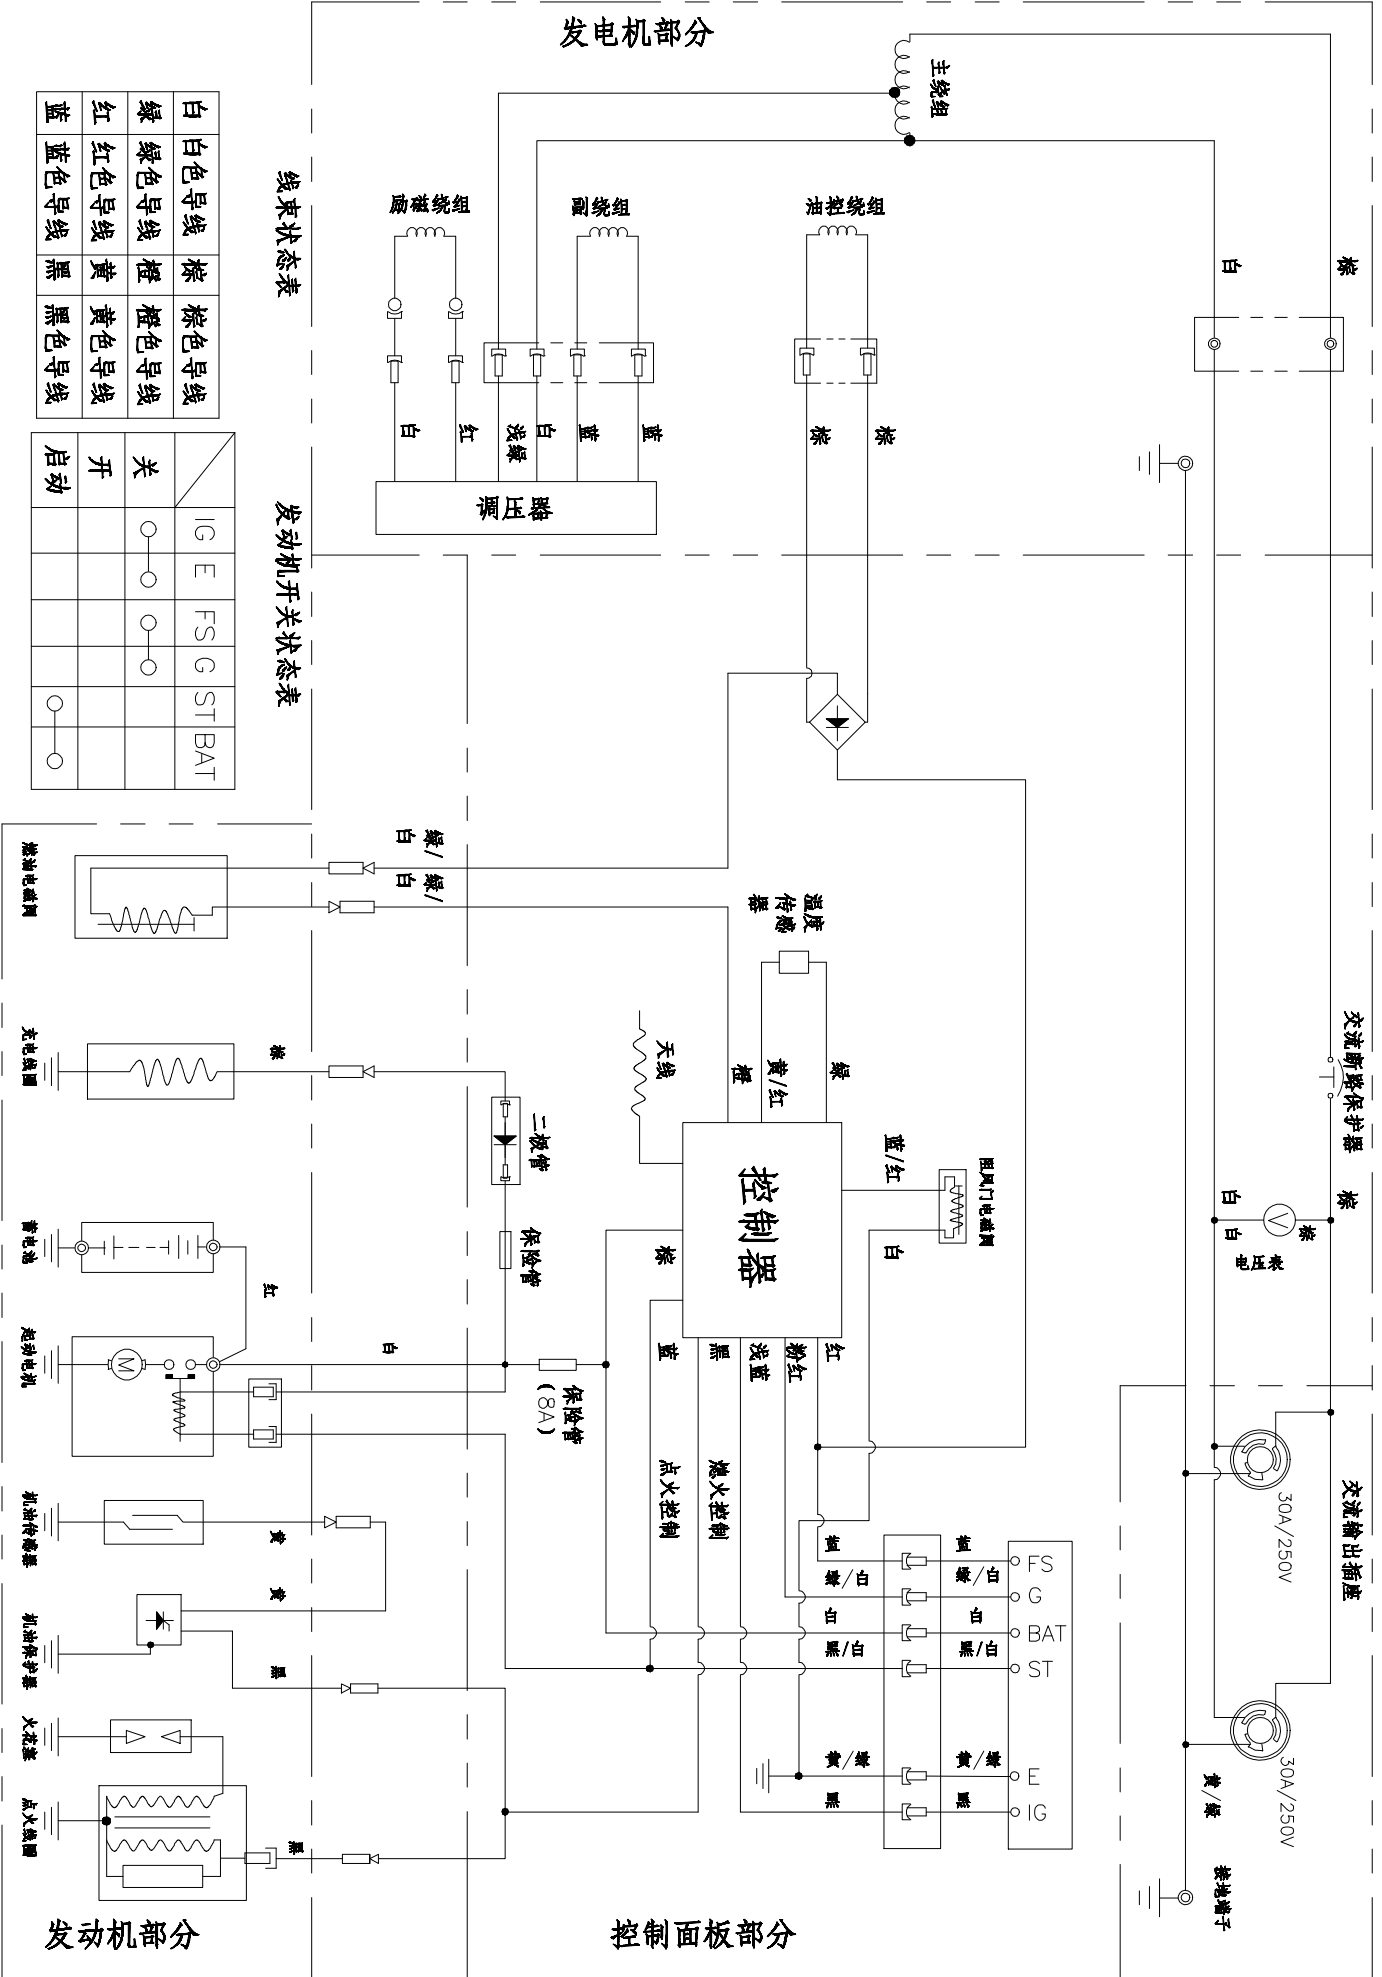 发电机部分
主绕组
励磁绕组
副绕组
油控绕组
白
棕
白
红
浅绿
白
蓝
蓝
棕
棕
调压器
线束状态表
白 白色导线 棕 棕色导线
绿 绿色导线 橙 橙色导线
红 红色导线 黄 黄色导线
蓝 蓝色导线 黑 黑色导线
发动机开关状态表
IG E FS G ST BAT
关
开
启动
绿/白
绿/白
温度传感器
天线
橙
黄/红
绿
控制器
蓝/红
阻风门电磁阀
白
棕
蓝
黑
浅蓝
粉红
红
点火控制
熄火控制
二极管
保险管
保险管
(8A)
交流断路保护器
棕
白
白
棕
V
电压表
交流输出插座
30A/250V
30A/250V
黄/绿
接地端子
蓝
蓝
FS
绿/白
绿/白
G
白
白
BAT
黑/白
黑/白
ST
黄/绿
黄/绿
E
黑
黑
IG
燃油电磁阀
充电线圈
棕
蓄电池
红
起动电机
M
白
机油传感器
黄
机油保护器
黄
黑
火花塞
点火线圈
黑
发动机部分
控制面板部分